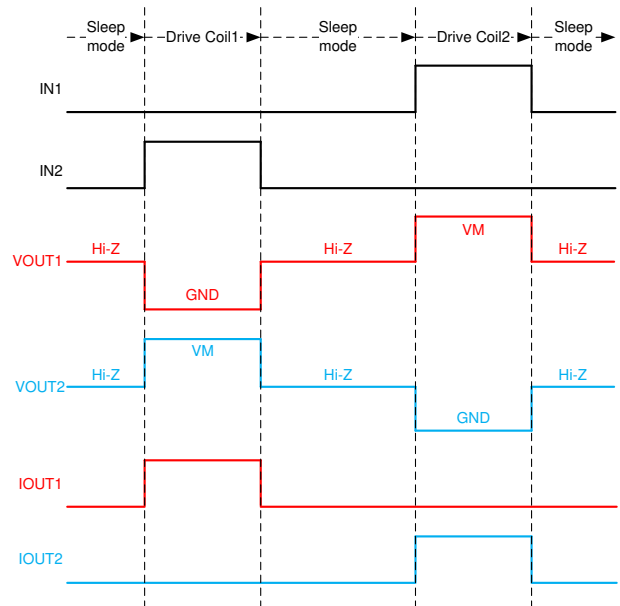 Sleep mode
Drive Coil1
Sleep mode
Drive Coil2
Sleep mode
IN1
IN2
VOUT1
Hi-Z
GND
Hi-Z
VM
Hi-Z
VOUT2
Hi-Z
VM
Hi-Z
GND
Hi-Z
IOUT1
IOUT2